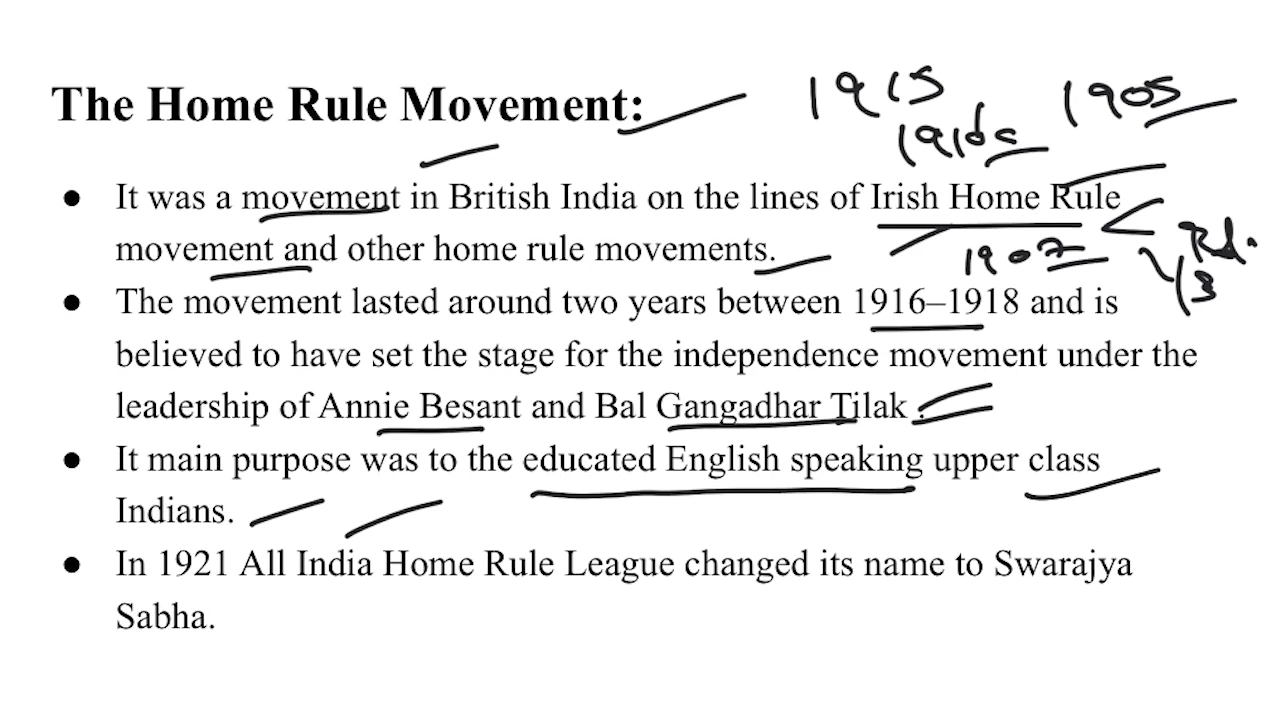 The Home Rule Movement:
1915
1905
1916
● It was a movement in British India on the lines of Irish Home Rule
movement and other home rule movements.
1907
● The movement lasted around two years between 1916–1918 and is
believed to have set the stage for the independence movement under the
leadership of Annie Besant and Bal Gangadhar Tilak .
● It main purpose was to the educated English speaking upper class
Indians.
● In 1921 All India Home Rule League changed its name to Swarajya
Sabha.